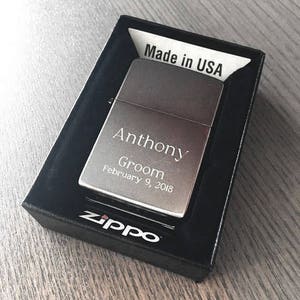 Made in USA
Anthony
Groom
February 9, 2018
zippo